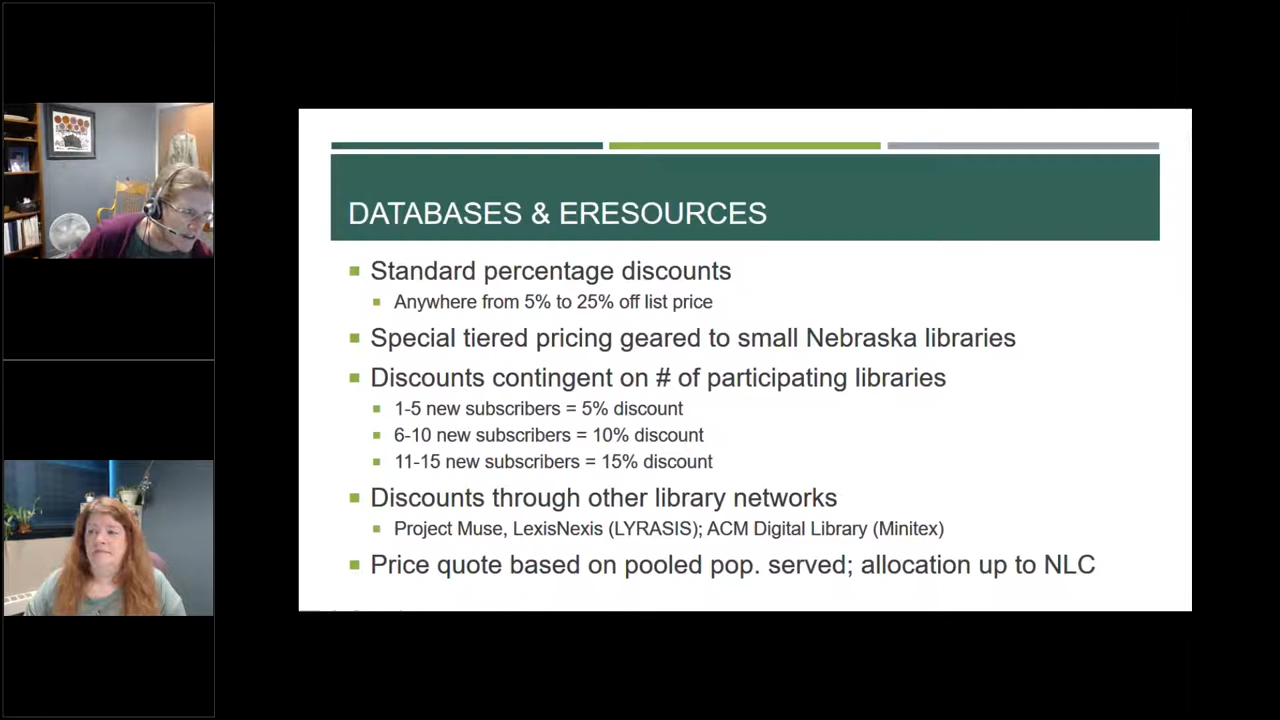 DATABASES & ERESOURCES
Standard percentage discounts
Anywhere from 5% to 25% off list price
Special tiered pricing geared to small Nebraska libraries
Discounts contingent on # of participating libraries
1-5 new subscribers = 5% discount
6-10 new subscribers = 10% discount
11-15 new subscribers = 15% discount
Discounts through other library networks
Project Muse, LexisNexis (LYRASIS); ACM Digital Library (Minitex)
Price quote based on pooled pop. served; allocation up to NLC